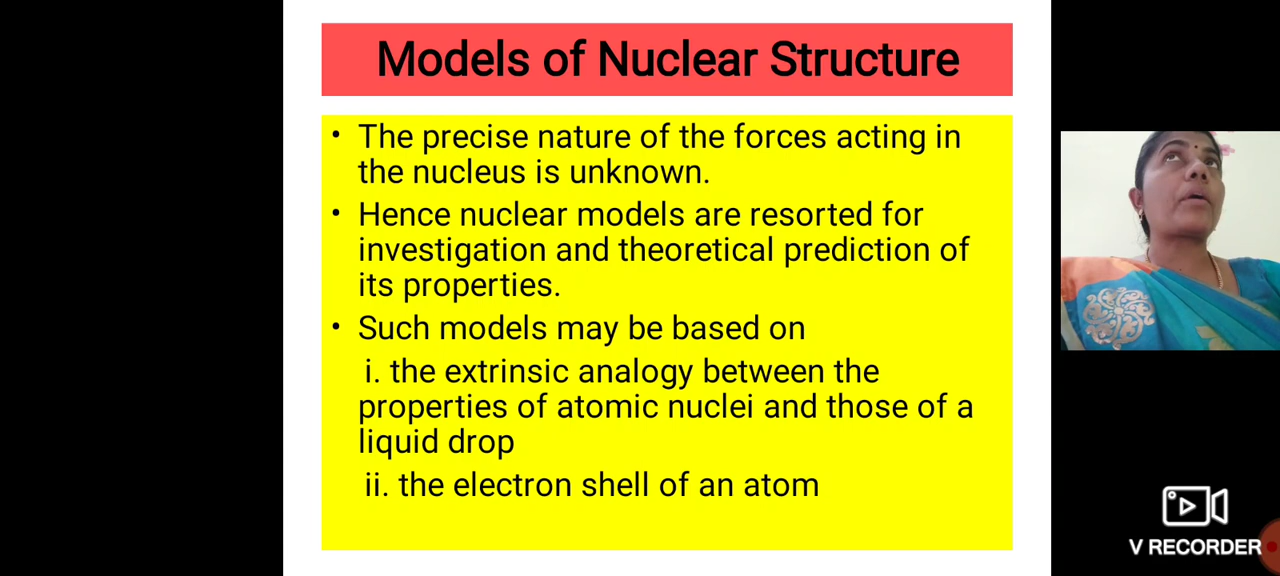 Models of Nuclear Structure
• The precise nature of the forces acting in
the nucleus is unknown.
• Hence nuclear models are resorted for
investigation and theoretical prediction of
its properties.
• Such models may be based on
i. the extrinsic analogy between the
properties of atomic nuclei and those of a
liquid drop
ii. the electron shell of an atom
V RECORDER